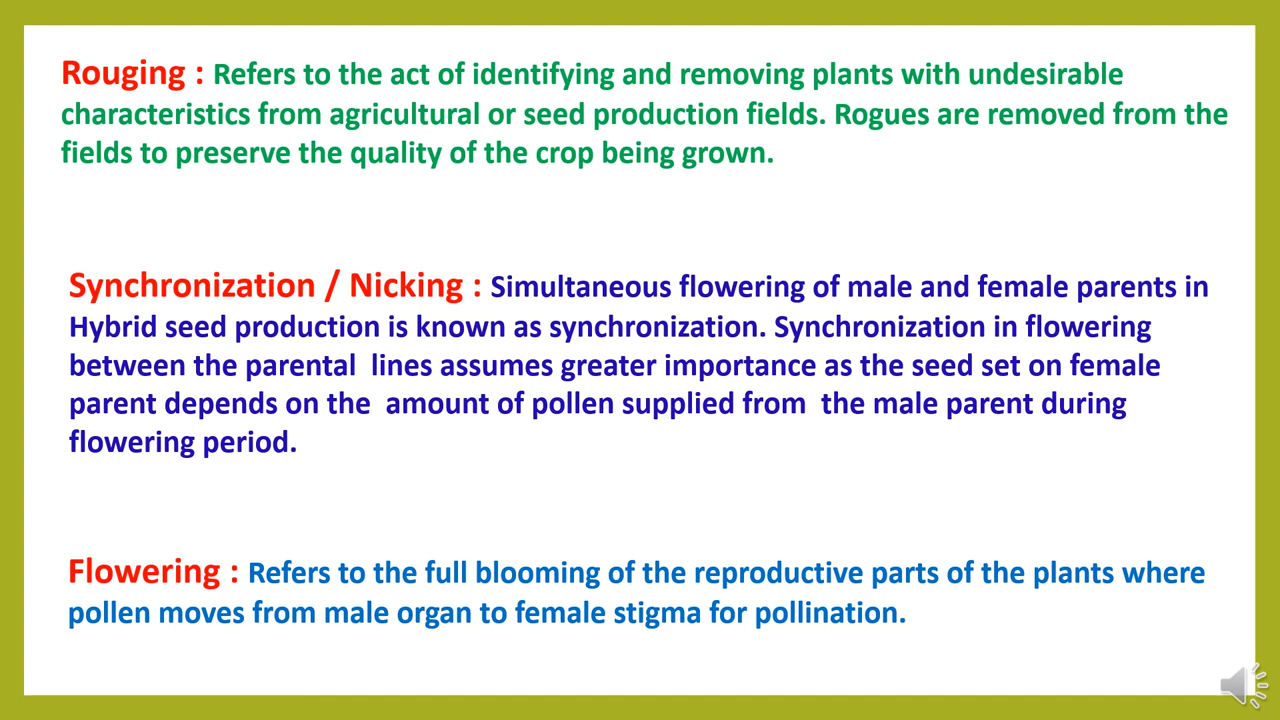 Rouging : Refers to the act of identifying and removing plants with undesirable
characteristics from agricultural or seed production fields. Rogues are removed from the
fields to preserve the quality of the crop being grown.
Synchronization / Nicking : Simultaneous flowering of male and female parents in
Hybrid seed production is known as synchronization. Synchronization in flowering
between the parental lines assumes greater importance as the seed set on female
parent depends on the amount of pollen supplied from the male parent during
flowering period.
Flowering : Refers to the full blooming of the reproductive parts of the plants where
pollen moves from male organ to female stigma for pollination.